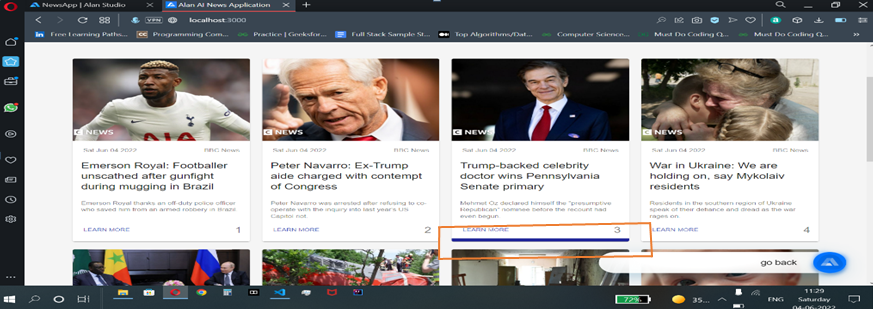 NewsApp | Alan Studio
Alan AI News Application
VPN
localhost:3000
Free Learning Paths...
CC
Programming Com...
Practice | Geeksfor...
Full Stack Sample St...
Top Algorithms/Dat...
Computer Science...
Must Do Coding Q...
Must Do Coding Q...
NEWS
Sat Jun 04 2022
BBC News
Emerson Royal: Footballer
unscathed after gunfight
during mugging in Brazil
Emerson Royal thanks an off-duty police officer
who saved him from an armed robbery in Brazil.
LEARN MORE
1
NEWS
Sat Jun 04 2022
BBC News
Peter Navarro: Ex-Trump
aide charged with contempt
of Congress
Peter Navarro was arrested after refusing to co-
operate with the inquiry into last year's US
Capitol riot.
LEARN MORE
2
NEWS
Sat Jun 04 2022
BBC News
Trump-backed celebrity
doctor wins Pennsylvania
Senate primary
Mehmet Oz declared himself the "presumptive
Republican" nominee before the recount had
even begun.
LEARN MORE
3
NEWS
Sat Jun 04 2022
BBC News
War in Ukraine: We are
holding on, say Mykolaiv
residents
Residents in the southern region of Ukraine
speak of their defiance and dread as the war
rages on.
LEARN MORE
4
go back
72%
35...
ENG
11:29
Saturday
04-06-2022